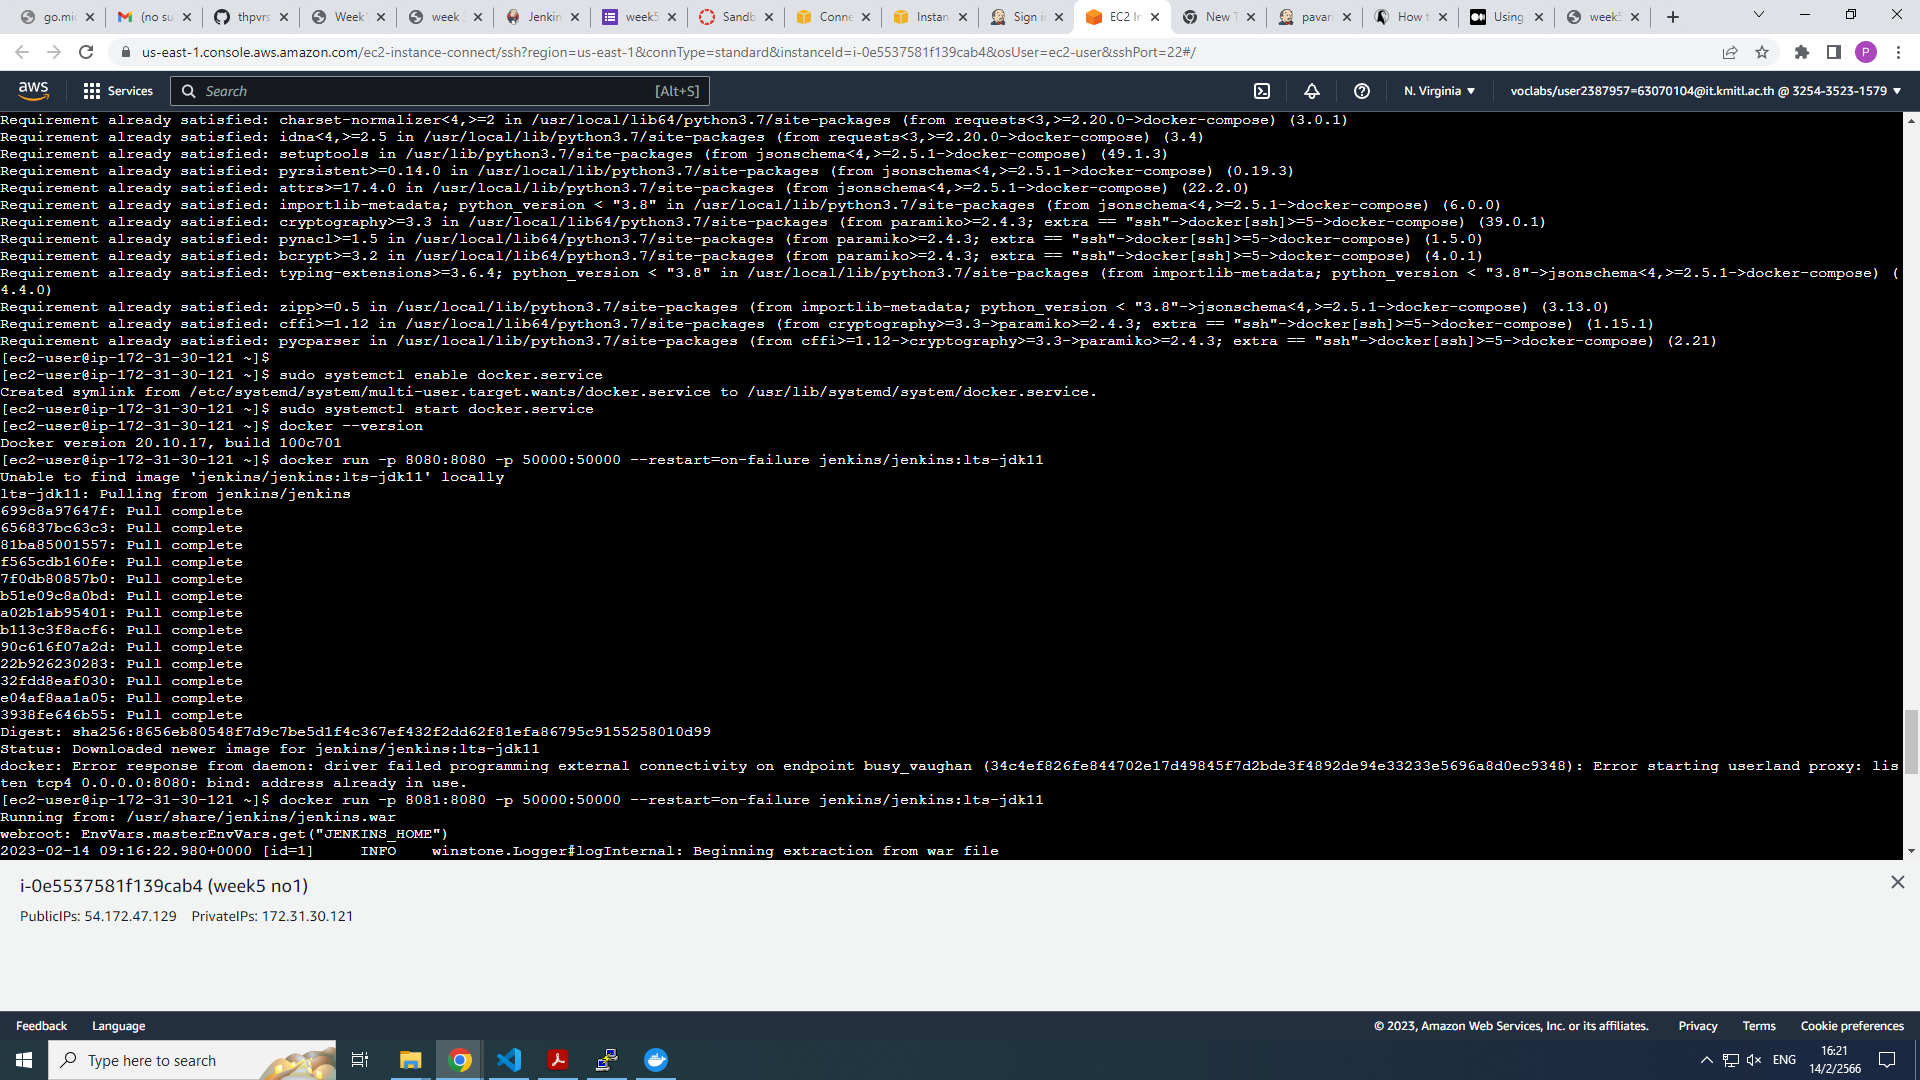 go.mic
(no su
thpvrs
Week1
week
Jenkin
week5
Sandb
Conne
Instan
Sign in
EC2 In
New T
pavari
How t
Using
week5
us-east-1.console.aws.amazon.com/ec2-instance-connect/ssh?region=us-east-1&connType=standard&instanceId=i-0e5537581f139cab4&osUser=ec2-user&sshPort=22#/
P
aws
Services
Search
[Alt+S]
N. Virginia
voclabs/user2387957=63070104@it.kmitl.ac.th @ 3254-3523-1579
Requirement already satisfied: charset-normalizer<4,>=2 in /usr/local/lib64/python3.7/site-packages (from requests<3,>=2.20.0->docker-compose) (3.0.1)
Requirement already satisfied: idna<4,>=2.5 in /usr/local/lib/python3.7/site-packages (from requests<3,>=2.20.0->docker-compose) (3.4)
Requirement already satisfied: setuptools in /usr/lib/python3.7/site-packages (from jsonschema<4,>=2.5.1->docker-compose) (49.1.3)
Requirement already satisfied: pyrsistent>=0.14.0 in /usr/local/lib/python3.7/site-packages (from jsonschema<4,>=2.5.1->docker-compose) (0.19.3)
Requirement already satisfied: attrs>=17.4.0 in /usr/local/lib/python3.7/site-packages (from jsonschema<4,>=2.5.1->docker-compose) (22.2.0)
Requirement already satisfied: importlib-metadata; python_version < "3.8" in /usr/local/lib/python3.7/site-packages (from jsonschema<4,>=2.5.1->docker-compose) (6.0.0)
Requirement already satisfied: cryptography>=3.3 in /usr/local/lib64/python3.7/site-packages (from paramiko>=2.4.3; extra == "ssh"->docker[ssh]>=5->docker-compose) (39.0.1)
Requirement already satisfied: pynacl>=1.5 in /usr/local/lib64/python3.7/site-packages (from paramiko>=2.4.3; extra == "ssh"->docker[ssh]>=5->docker-compose) (1.5.0)
Requirement already satisfied: bcrypt>=3.2 in /usr/local/lib64/python3.7/site-packages (from paramiko>=2.4.3; extra == "ssh"->docker[ssh]>=5->docker-compose) (4.0.1)
Requirement already satisfied: typing-extensions>=3.6.4; python_version < "3.8" in /usr/local/lib/python3.7/site-packages (from importlib-metadata; python_version < "3.8"->jsonschema<4,>=2.5.1->docker-compose) (
4.4.0)
Requirement already satisfied: zipp>=0.5 in /usr/local/lib/python3.7/site-packages (from importlib-metadata; python_version < "3.8"->jsonschema<4,>=2.5.1->docker-compose) (3.13.0)
Requirement already satisfied: cffi>=1.12 in /usr/local/lib64/python3.7/site-packages (from cryptography>=3.3->paramiko>=2.4.3; extra == "ssh"->docker[ssh]>=5->docker-compose) (1.15.1)
Requirement already satisfied: pycparser in /usr/local/lib/python3.7/site-packages (from cffi>=1.12->cryptography>=3.3->paramiko>=2.4.3; extra == "ssh"->docker[ssh]>=5->docker-compose) (2.21)
[ec2-user@ip-172-31-30-121 ~]$
[ec2-user@ip-172-31-30-121 ~]$ sudo systemctl enable docker.service
Created symlink from /etc/systemd/system/multi-user.target.wants/docker.service to /usr/lib/systemd/system/docker.service.
[ec2-user@ip-172-31-30-121 ~]$ sudo systemctl start docker.service
[ec2-user@ip-172-31-30-121 ~]$ docker --version
Docker version 20.10.17, build 100c701
[ec2-user@ip-172-31-30-121 ~]$ docker run -p 8080:8080 -p 50000:50000 --restart=on-failure jenkins/jenkins:lts-jdk11
Unable to find image 'jenkins/jenkins:lts-jdk11' locally
lts-jdk11: Pulling from jenkins/jenkins
699c8a97647f: Pull complete
656837bc63c3: Pull complete
81ba85001557: Pull complete
f565cdb160fe: Pull complete
7f0db80857b0: Pull complete
b51e09c8a0bd: Pull complete
a02b1ab95401: Pull complete
b113c3f8acf6: Pull complete
90c616f07a2d: Pull complete
22b926230283: Pull complete
32fdd8eaf030: Pull complete
e04af8aa1a05: Pull complete
3938fe646b55: Pull complete
Digest: sha256:8656eb80548f7d9c7be5d1f4c367ef432f2dd62f81efa86795c9155258010d99
Status: Downloaded newer image for jenkins/jenkins:lts-jdk11
docker: Error response from daemon: driver failed programming external connectivity on endpoint busy_vaughan (34c4ef826fe844702e17d49845f7d2bde3f4892de94e33233e5696a8d0ec9348): Error starting userland proxy: lis
ten tcp4 0.0.0.0:8080: bind: address already in use.
[ec2-user@ip-172-31-30-121 ~]$ docker run -p 8081:8080 -p 50000:50000 --restart=on-failure jenkins/jenkins:lts-jdk11
Running from: /usr/share/jenkins/jenkins.war
webroot: EnvVars.masterEnvVars.get("JENKINS_HOME")
2023-02-14 09:16:22.980+0000 [id=1] INFO winstone.Logger#logInternal: Beginning extraction from war file
i-0e5537581f139cab4 (week5 no1)
PublicIPs: 54.172.47.129 PrivateIPs: 172.31.30.121
Feedback
Language
© 2023, Amazon Web Services, Inc. or its affiliates.
Privacy
Terms
Cookie preferences
Type here to search
ENG
16:21
14/2/2566